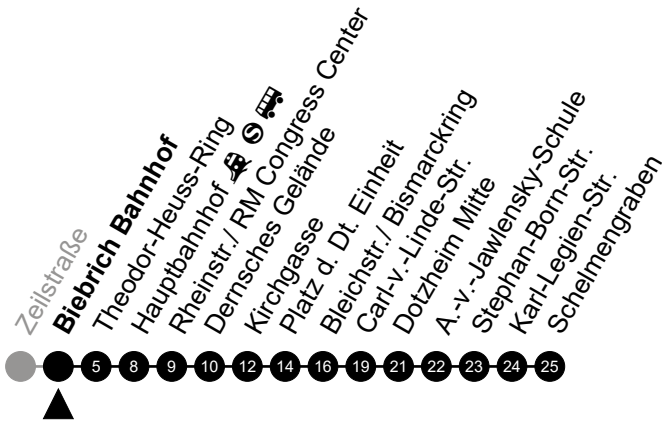 Zeilstraße
Biebrich Bahnhof
Theodor-Heuss-Ring
Hauptbahnhof S
Rheinstr./ RM Congress Center
Dernsches Gelände
Kirchgasse
Platz d. Dt. Einheit
Bleichstr./ Bismarckring
Carl-v.-Linde-Str.
Dotzheim Mitte
A.-v.-Jawlensky-Schule
Stephan-Born-Str.
Karl-Legien-Str.
Schelmengraben
5 8 9 10 12 14 16 19 21 22 23 24 25